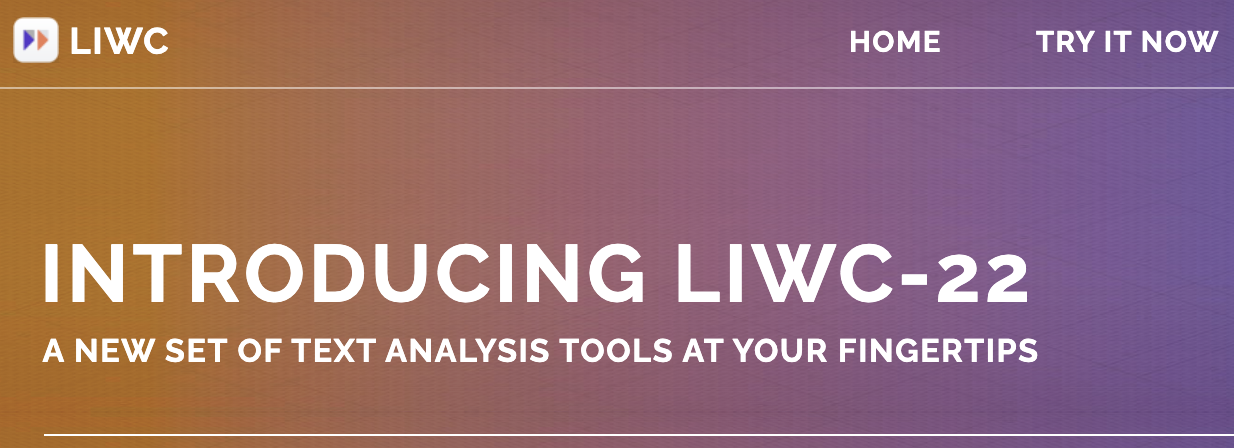 LIWC
HOME
TRY IT NOW
INTRODUCING LIWC-22
A NEW SET OF TEXT ANALYSIS TOOLS AT YOUR FINGERTIPS